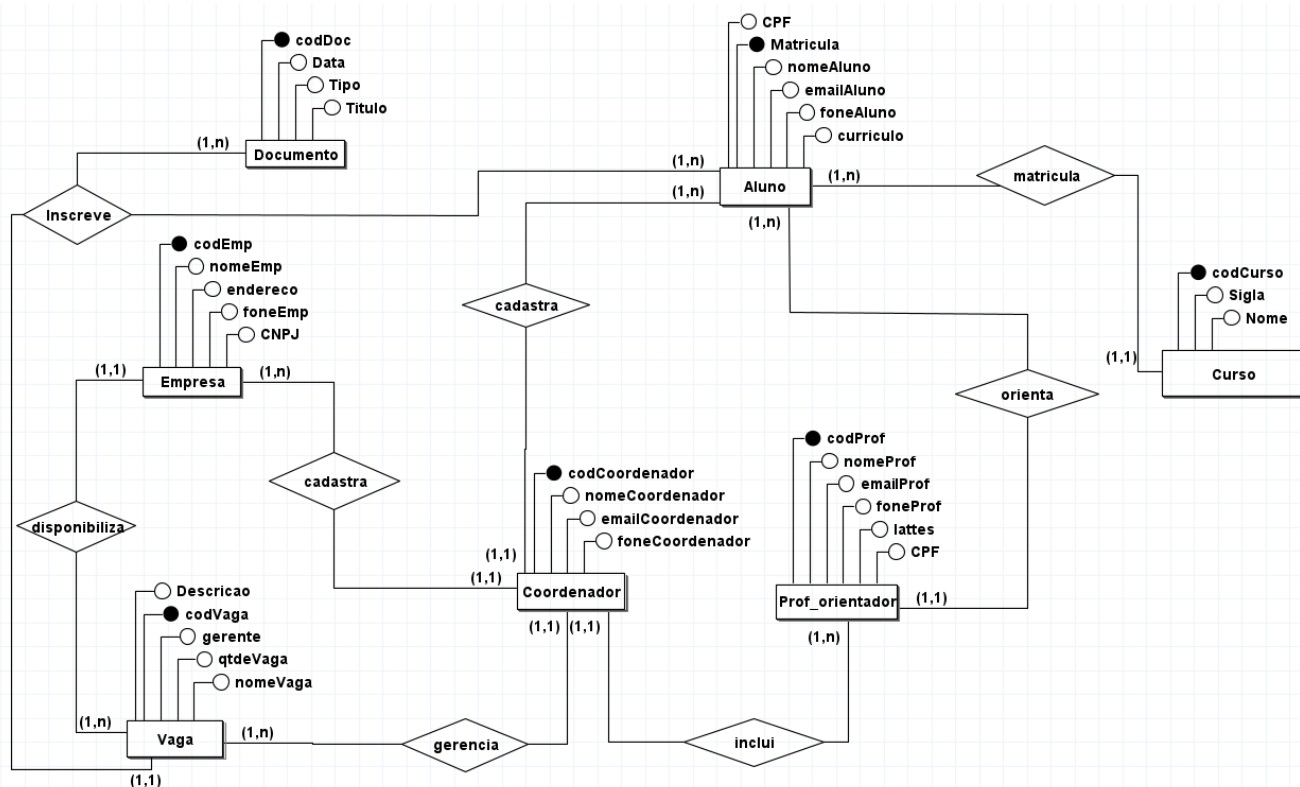 codDoc
Data
Tipo
Titulo
(1,n)
Documento
Inscreve
CPF
Matricula
nomeAluno
emailAluno
foneAluno
curriculo
(1,n)
(1,n)
Aluno
(1,n)
(1,n)
matricula
codCurso
Sigla
Nome
(1,1)
Curso
codEmp
nomeEmp
endereco
foneEmp
CNPJ
(1,1)
Empresa
(1,n)
cadastra
orienta
cadastra
disponibiliza
codCoordenador
nomeCoordenador
emailCoordenador
foneCoordenador
(1,1)
(1,1)
Coordenador
(1,1)
(1,1)
codProf
nomeProf
emailProf
foneProf
lattes
CPF
Prof_orientador
(1,1)
(1,n)
Descricao
codVaga
gerente
qtdeVaga
nomeVaga
(1,n)
Vaga
(1,n)
(1,1)
gerencia
inclui